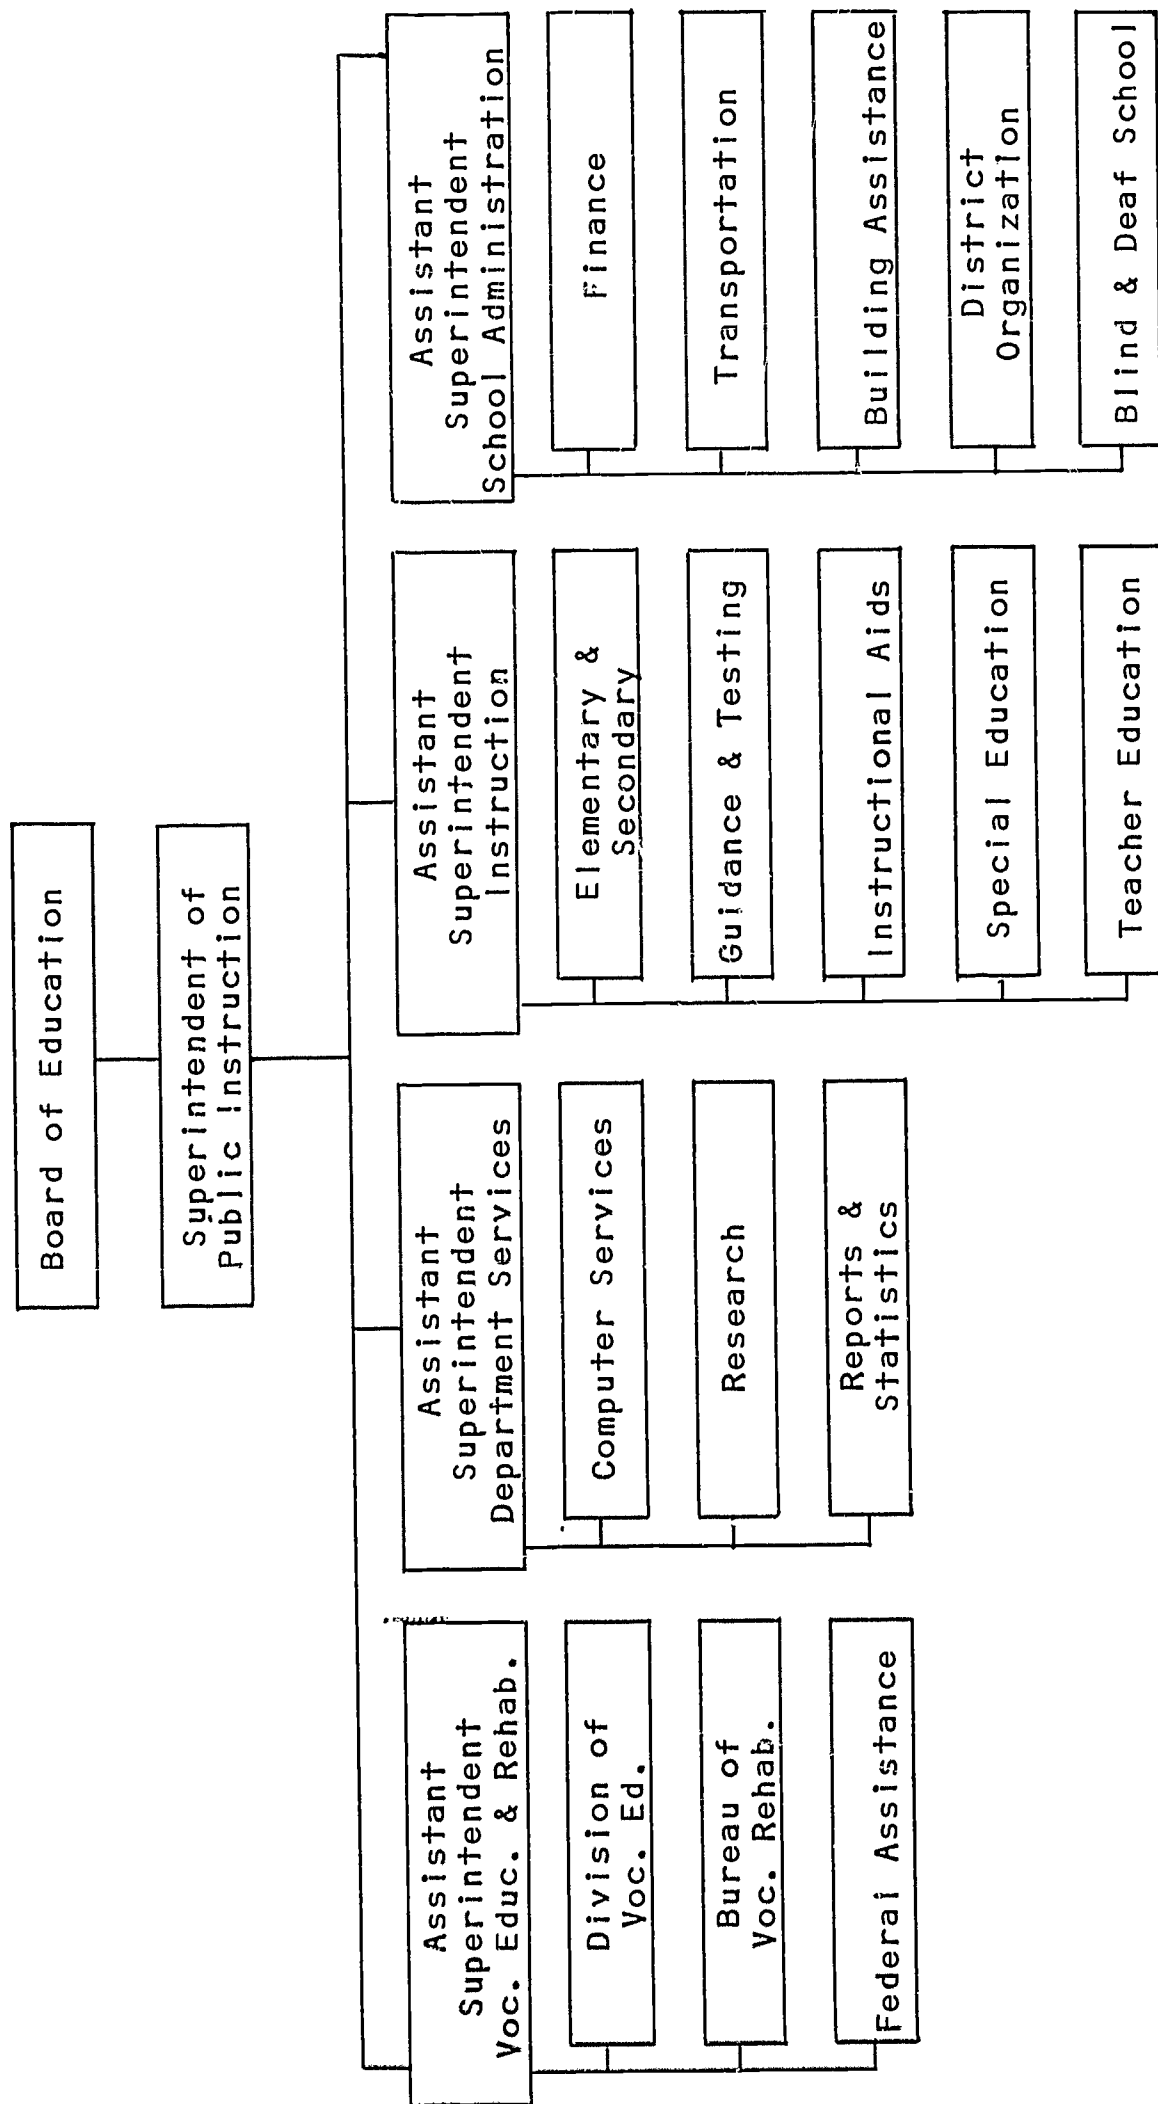 Board of Education
Superintendent of
Public Instruction
Assistant
Superintendent
Voc. Educ. & Rehab.
Division of
Voc. Ed.
Bureau of
Voc. Rehab.
Federal Assistance
Assistant
Superintendent
Department Services
Computer Services
Research
Reports &
Statistics
Assistant
Superintendent
Instruction
Elementary &
Secondary
Guidance & Testing
Instructional Aids
Special Education
Teacher Education
Assistant
Superintendent
School Administration
Finance
Transportation
Building Assistance
District
Organization
Blind & Deaf School